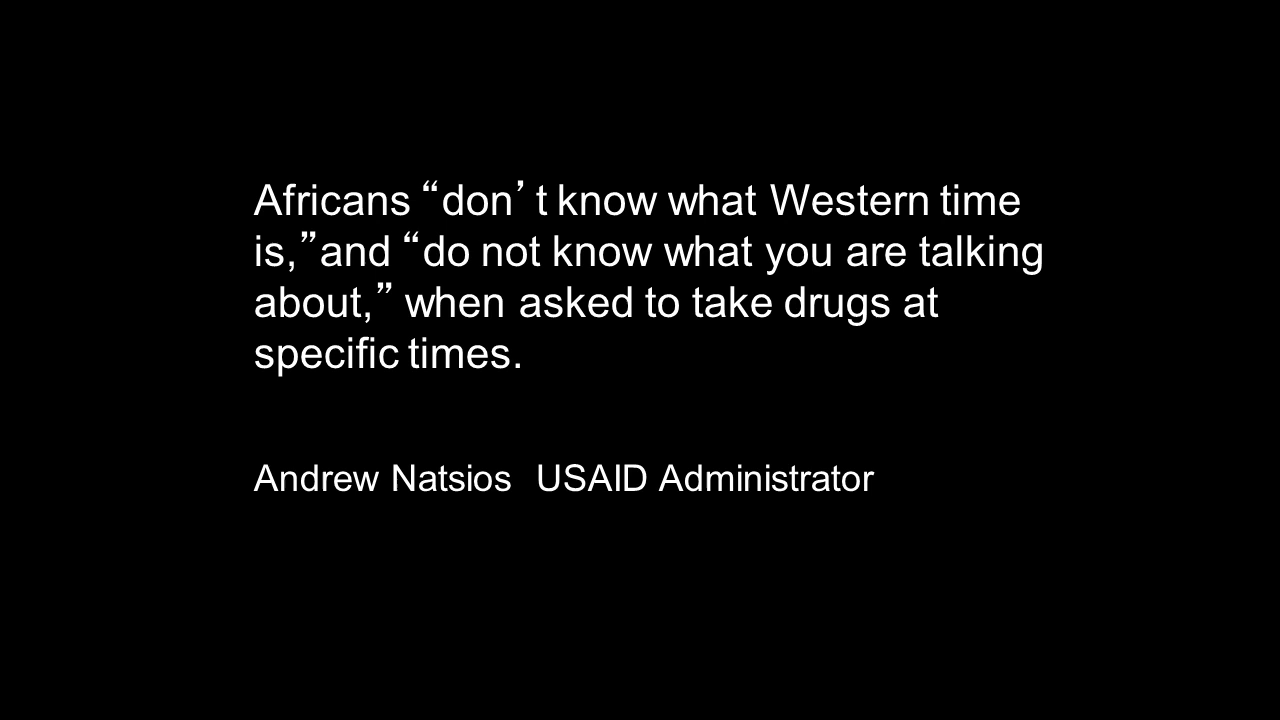 Africans “don’t know what Western time
is,”and “do not know what you are talking
about,” when asked to take drugs at
specific times.
Andrew Natsios  USAID Administrator